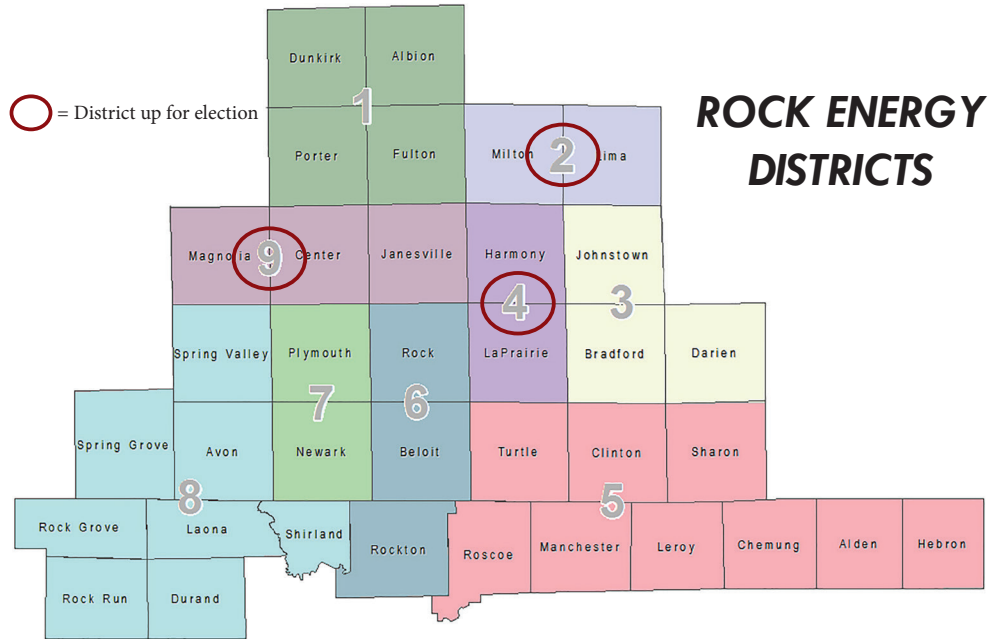 Dunkirk Albion
= District up for election
1
ROCK ENERGY
DISTRICTS
Porter Fulton Milton 2 Lima
Magnolia 9 Center Janesville Harmony Johnstown
4 3
Spring Valley Plymouth Rock LaPrairie Bradford Darien
7 6
Spring Grove Avon Newark Beloit Turtle Clinton Sharon
8 5
Rock Grove Laona Shirland Rockton Roscoe Manchester Leroy Chemung Alden Hebron
Rock Run Durand